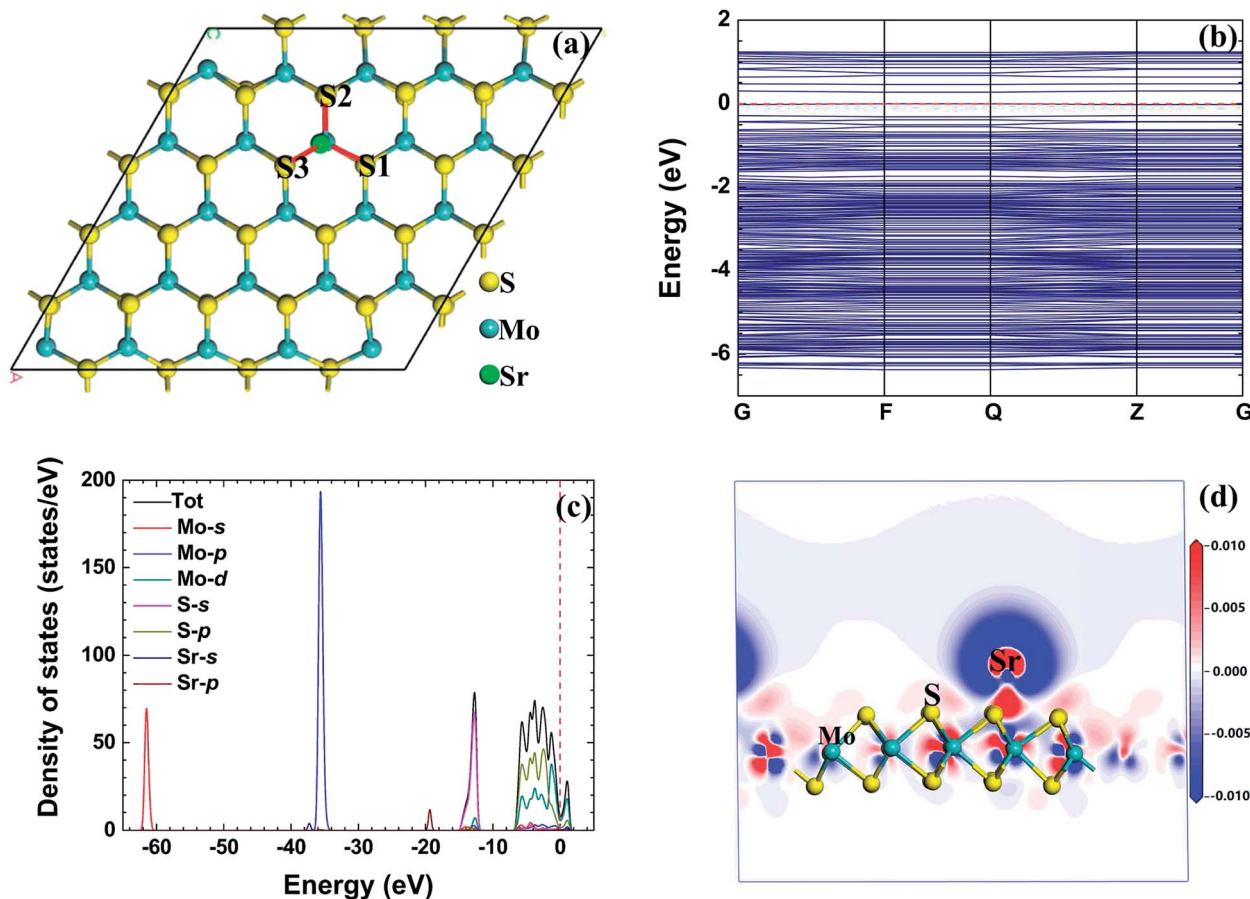 (a)
C
S2
S3
S1
S
Mo
Sr
A
(b)
2
0
-2
-4
-6
Energy (eV)
G
F
Q
Z
G
(c)
Density of states (states/eV)
200
150
100
50
0
Tot
Mo-s
Mo-p
Mo-d
S-s
S-p
Sr-s
Sr-p
-60
-50
-40
-30
-20
-10
0
Energy (eV)
(d)
Sr
S
Mo
0.010
0.005
0.000
-0.005
-0.010